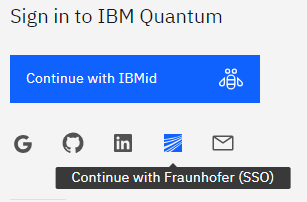 Sign in to IBM Quantum
Continue with IBMid
Continue with Fraunhofer (SSO)